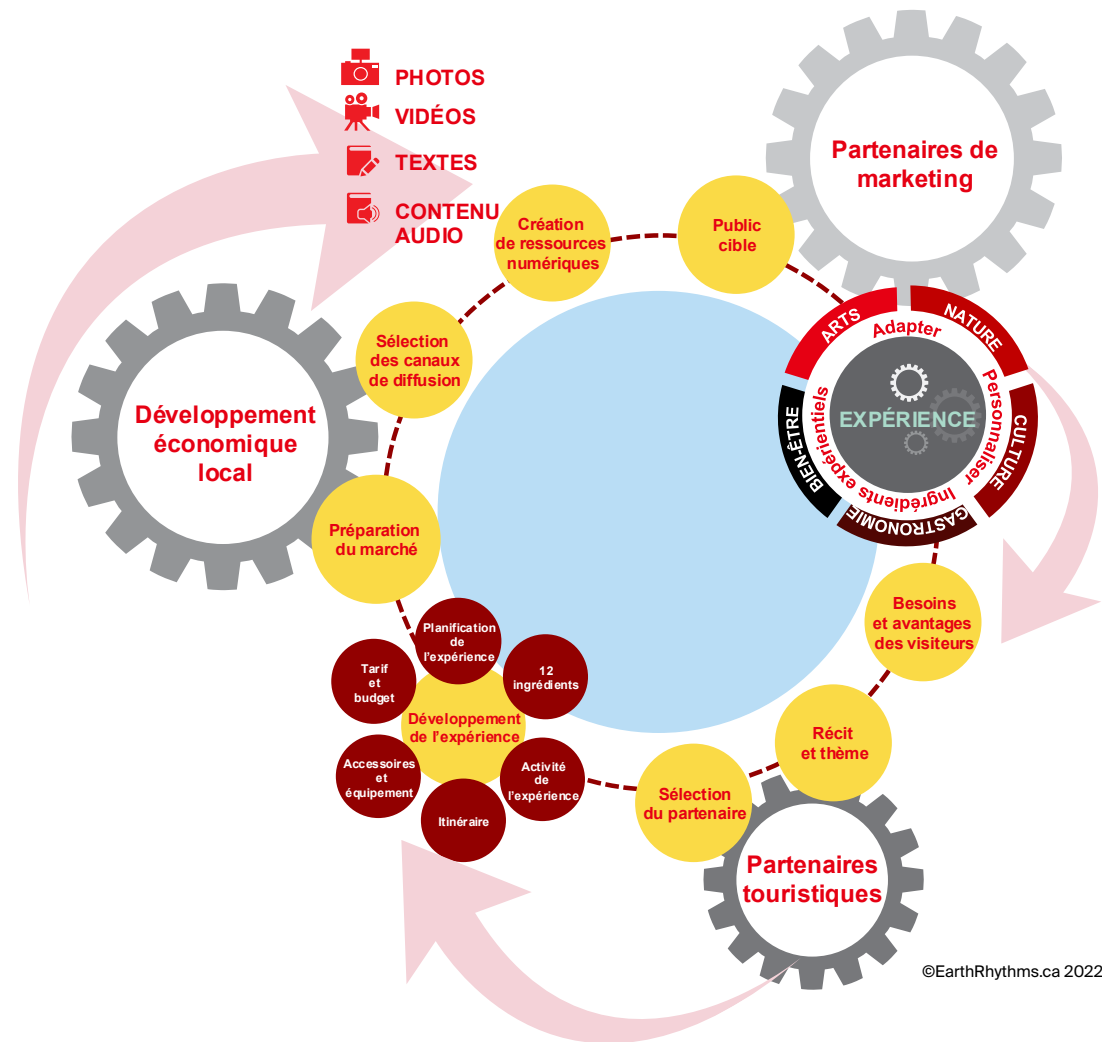 PHOTOS
VIDÉOS
TEXTES
CONTENU
AUDIO
Partenaires de
marketing
Public
cible
Création
de ressources
numériques
Sélection
des canaux
de diffusion
Développement
économique
local
Préparation
du marché
ARTS
NATURE
CULTURE
GASTRONOMIE
BIEN-ÊTRE
Adapter
Personnaliser
Ingrédients expérientiels
EXPÉRIENCE
Besoins
et avantages
des visiteurs
Récit
et thème
Sélection
du partenaire
Partenaires
touristiques
Développement
de l'expérience
Planification
de
l'expérience
12
ingrédients
Activité
de
l'expérience
Itinéraire
Accessoires
et
équipement
Tarif
et
budget
©EarthRhythms.ca 2022